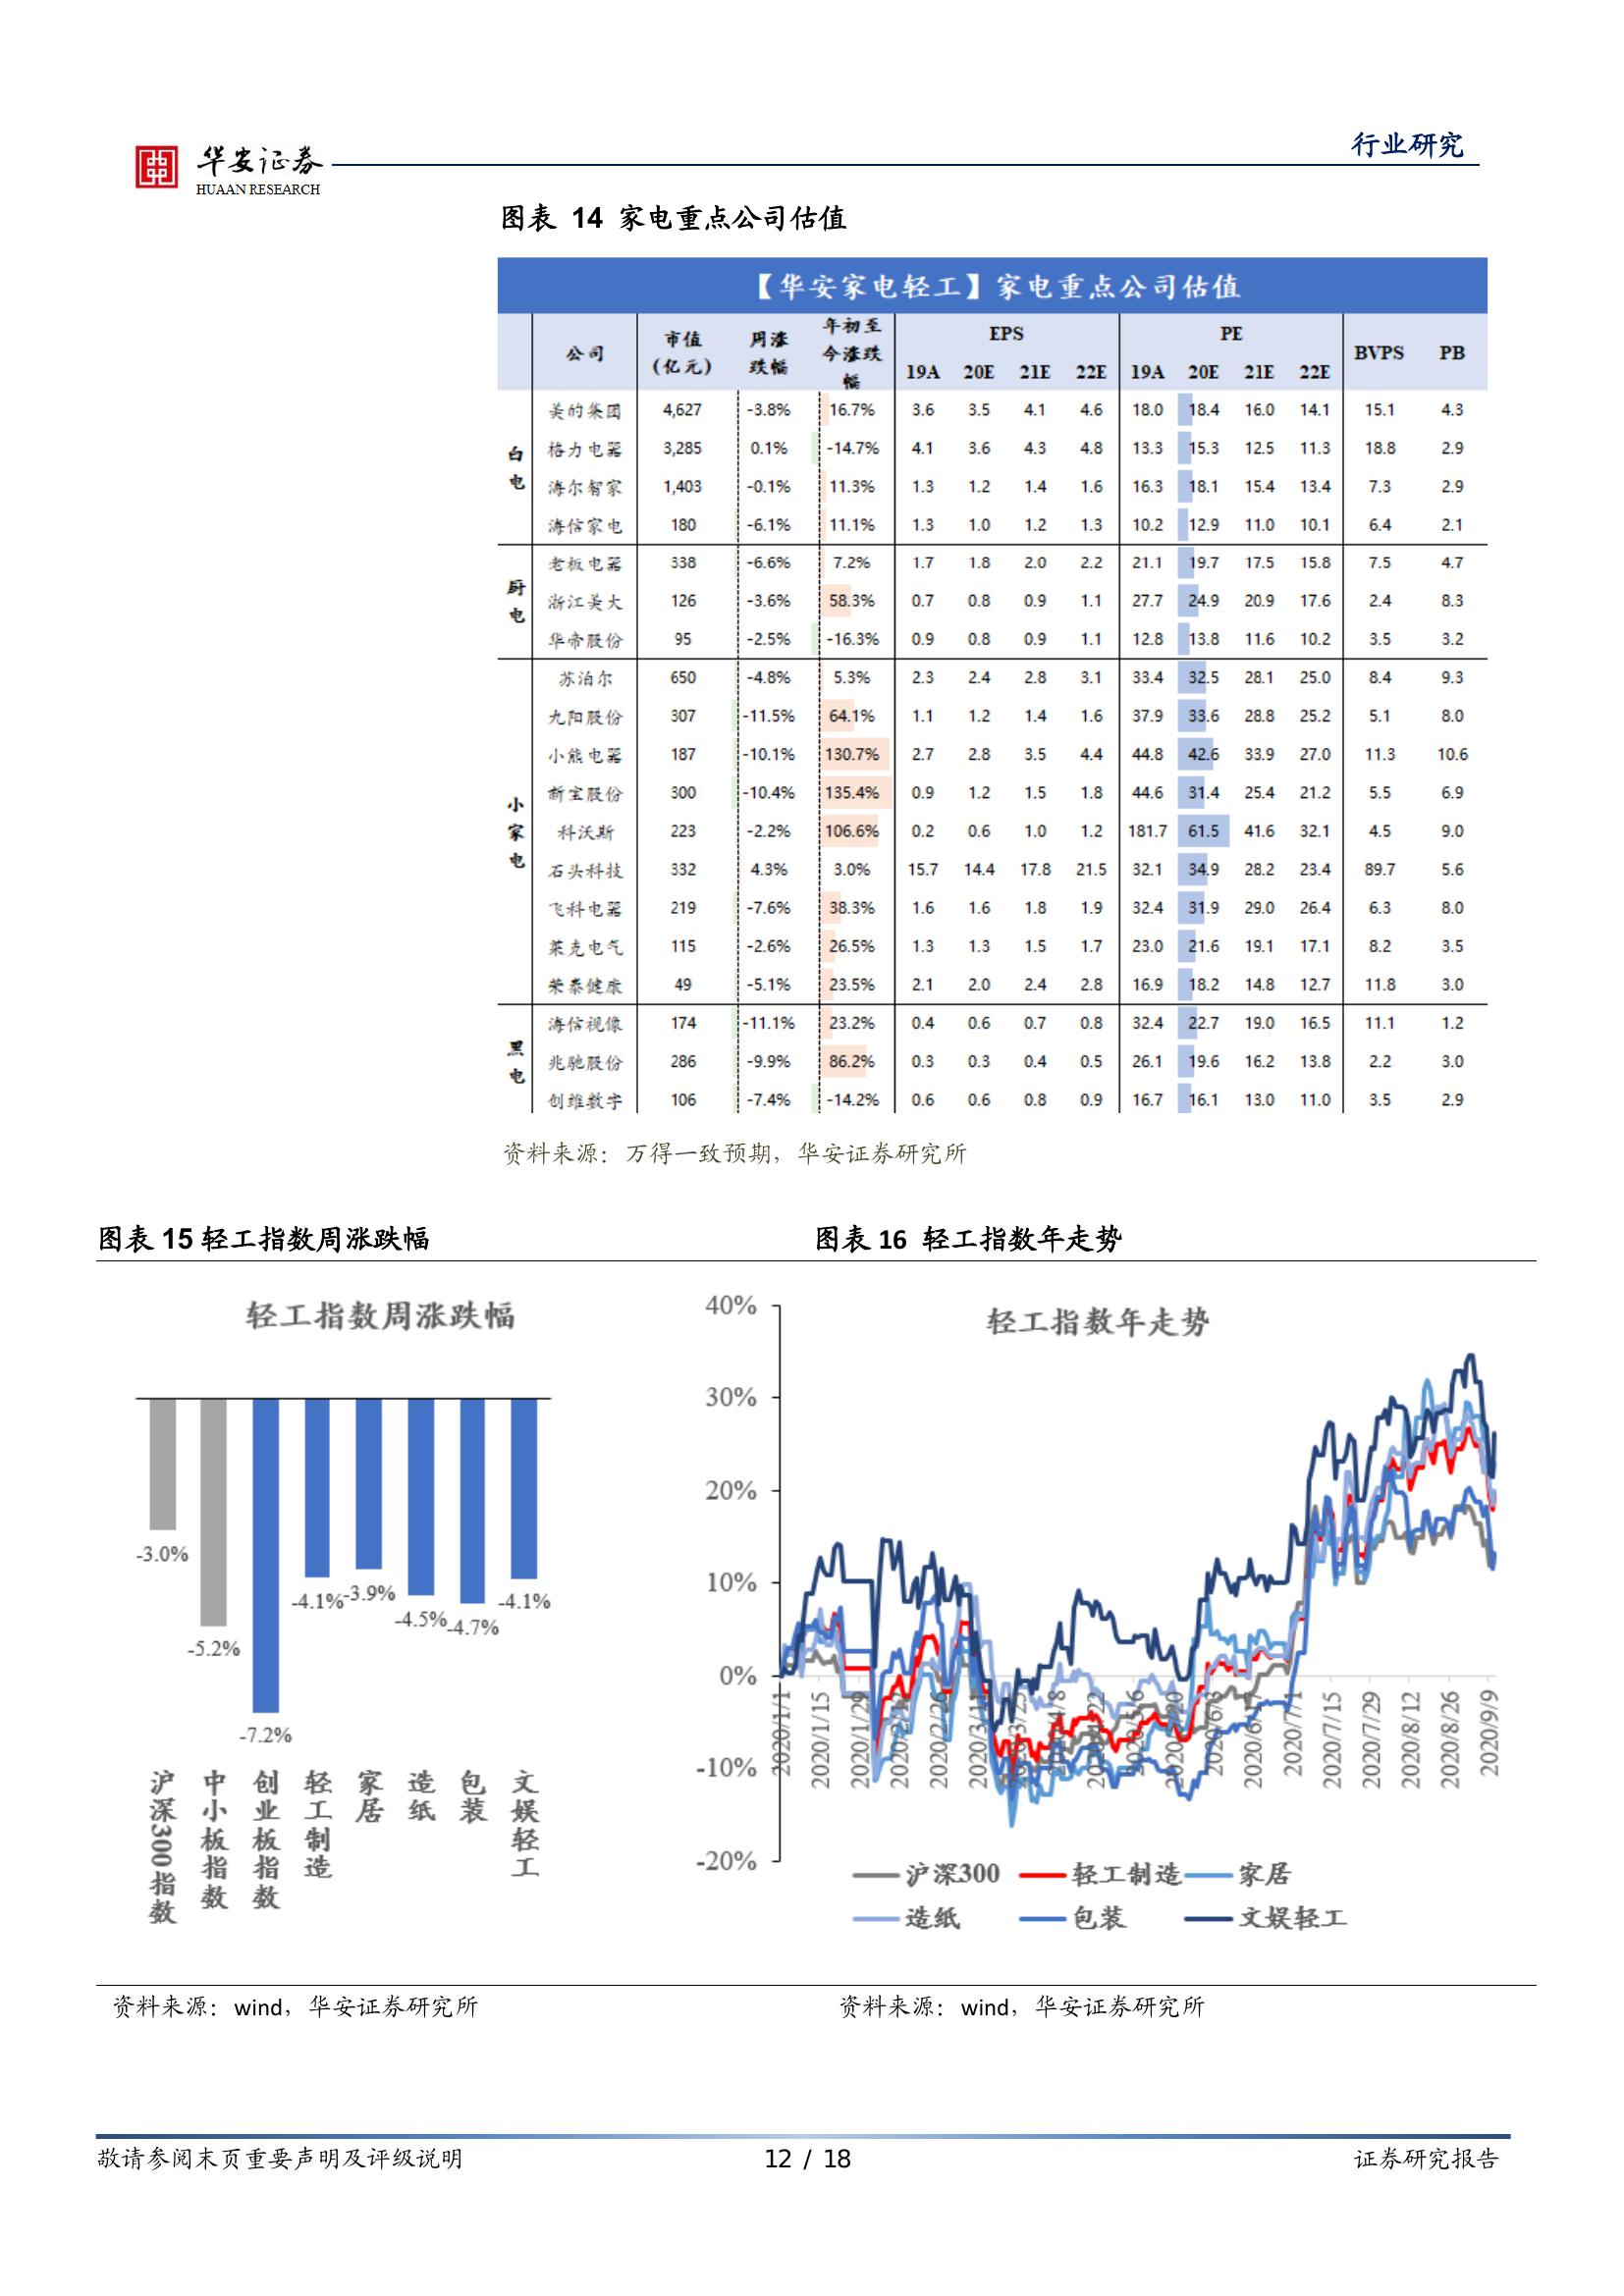 华安证券
HUAAN RESEARCH
行业研究
图表 14 家电重点公司估值
【华安家电轻工】家电重点公司估值
公司 市值(亿元) 周涨跌幅 年初至今涨跌幅 EPS PE BVPS PB
19A 20E 21E 22E 19A 20E 21E 22E
白电
美的集团 4,627 -3.8% 16.7% 3.6 3.5 4.1 4.6 18.0 18.4 16.0 14.1 15.1 4.3
格力电器 3,285 0.1% -14.7% 4.1 3.6 4.3 4.8 13.3 15.3 12.5 11.3 18.8 2.9
海尔智家 1,403 -0.1% 11.3% 1.3 1.2 1.4 1.6 16.3 18.1 15.4 13.4 7.3 2.9
海信家电 180 -6.1% 11.1% 1.3 1.0 1.2 1.3 10.2 12.9 11.0 10.1 6.4 2.1
厨电
老板电器 338 -6.6% 7.2% 1.7 1.8 2.0 2.2 21.1 19.7 17.5 15.8 7.5 4.7
浙江美大 126 -3.6% 58.3% 0.7 0.8 0.9 1.1 27.7 24.9 20.9 17.6 2.4 8.3
华帝股份 95 -2.5% -16.3% 0.9 0.8 0.9 1.1 12.8 13.8 11.6 10.2 3.5 3.2
小家电
苏泊尔 650 -4.8% 5.3% 2.3 2.4 2.8 3.1 33.4 32.5 28.1 25.0 8.4 9.3
九阳股份 307 -11.5% 64.1% 1.1 1.2 1.4 1.6 37.9 33.6 28.8 25.2 5.1 8.0
小熊电器 187 -10.1% 130.7% 2.7 2.8 3.5 4.4 44.8 42.6 33.9 27.0 11.3 10.6
新宝股份 300 -10.4% 135.4% 0.9 1.2 1.5 1.8 44.6 31.4 25.4 21.2 5.5 6.9
科沃斯 223 -2.2% 106.6% 0.2 0.6 1.0 1.2 181.7 61.5 41.6 32.1 4.5 9.0
石头科技 332 4.3% 3.0% 15.7 14.4 17.8 21.5 32.1 34.9 28.2 23.4 89.7 5.6
飞科电器 219 -7.6% 38.3% 1.6 1.6 1.8 1.9 32.4 31.9 29.0 26.4 6.3 8.0
莱克电气 115 -2.6% 26.5% 1.3 1.3 1.5 1.7 23.0 21.6 19.1 17.1 8.2 3.5
荣泰健康 49 -5.1% 23.5% 2.1 2.0 2.4 2.8 16.9 18.2 14.8 12.7 11.8 3.0
黑电
海信视像 174 -11.1% 23.2% 0.4 0.6 0.7 0.8 32.4 22.7 19.0 16.5 11.1 1.2
兆驰股份 286 -9.9% 86.2% 0.3 0.3 0.4 0.5 26.1 19.6 16.2 13.8 2.2 3.0
创维数字 106 -7.4% -14.2% 0.6 0.6 0.8 0.9 16.7 16.1 13.0 11.0 3.5 2.9
资料来源：万得一致预期，华安证券研究所
图表 15 轻工指数周涨跌幅
轻工指数周涨跌幅
-3.0% -5.2% -7.2% -4.1% -3.9% -4.5% -4.7% -4.1%
沪深300指数 中小板指数 创业板指数 轻工制造 家居 造纸 包装 文娱轻工
资料来源：wind，华安证券研究所
图表 16 轻工指数年走势
轻工指数年走势
40%
30%
20%
10%
0%
-10%
-20%
2020/1/1 2020/1/15 2020/1/29 2020/2/12 2020/2/26 2020/3/11 2020/3/25 2020/4/8 2020/4/22 2020/5/6 2020/5/20 2020/6/3 2020/6/17 2020/7/1 2020/7/15 2020/7/29 2020/8/12 2020/8/26 2020/9/9
沪深300 轻工制造 家居
造纸 包装 文娱轻工
资料来源：wind，华安证券研究所
敬请参阅末页重要声明及评级说明
12 / 18
证券研究报告